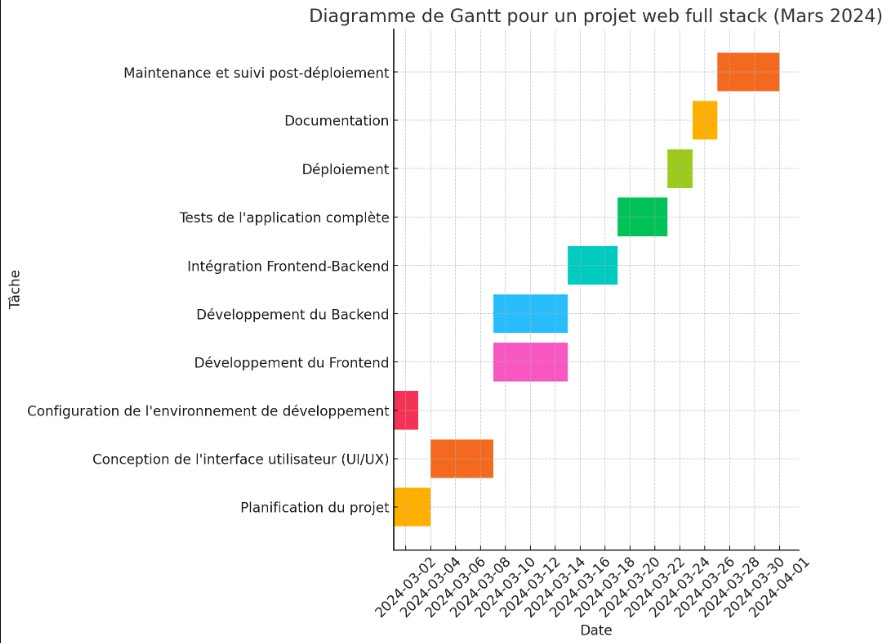 Diagramme de Gantt pour un projet web full stack (Mars 2024)
Maintenance et suivi post-déploiement
Documentation
Déploiement
Tests de l'application complète
Intégration Frontend-Backend
Développement du Backend
Développement du Frontend
Configuration de l'environnement de développement
Conception de l'interface utilisateur (UI/UX)
Planification du projet
Tâche
2024-03-02
2024-03-04
2024-03-06
2024-03-08
2024-03-10
2024-03-12
2024-03-14
2024-03-16
2024-03-18
2024-03-20
2024-03-22
2024-03-24
2024-03-26
2024-03-28
2024-03-30
2024-04-01
Date